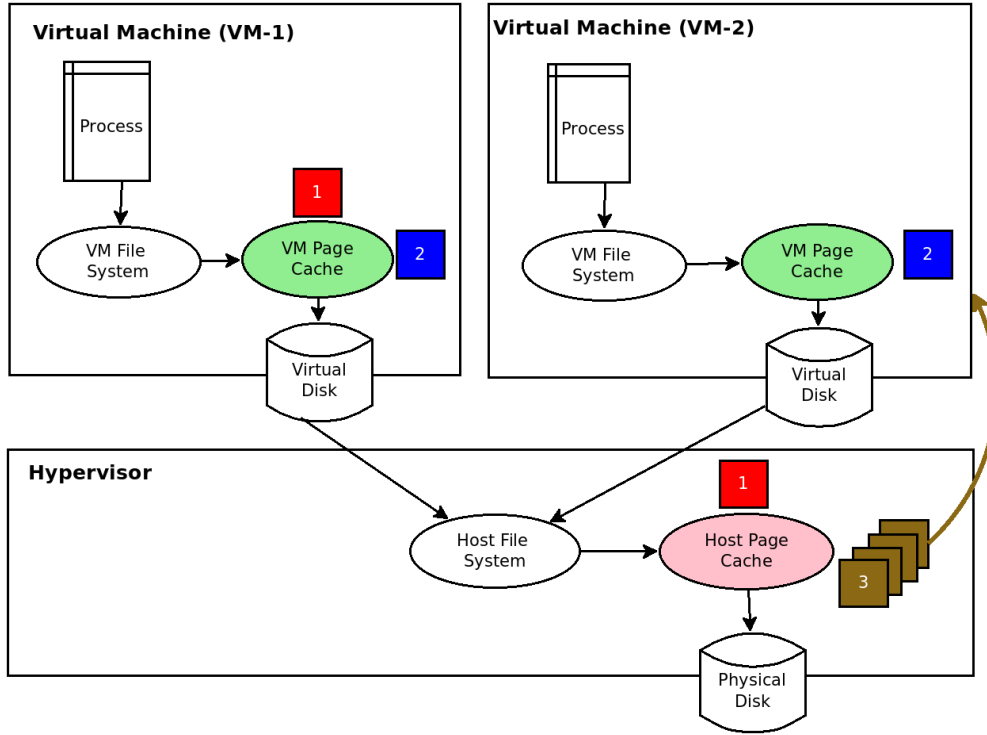 Virtual Machine (VM-1)
Process
1
VM File
System
VM Page
Cache
2
Virtual
Disk
Virtual Machine (VM-2)
Process
VM File
System
VM Page
Cache
2
Virtual
Disk
Hypervisor
1
Host File
System
Host Page
Cache
3
Physical
Disk